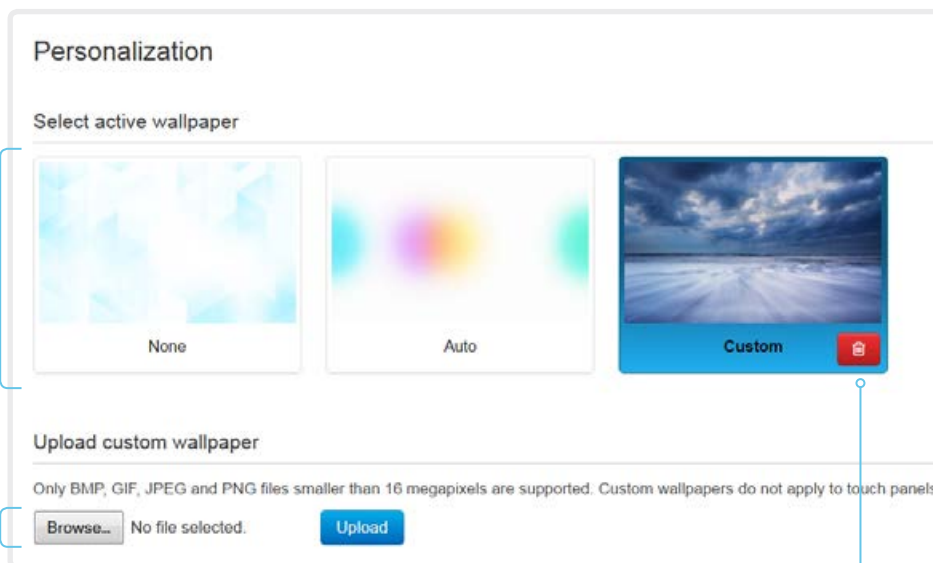 Personalization
Select active wallpaper
None
Auto
Custom
Upload custom wallpaper
Only BMP, GIF, JPEG and PNG files smaller than 16 megapixels are supported. Custom wallpapers do not apply to touch panels
Browse... No file selected. Upload